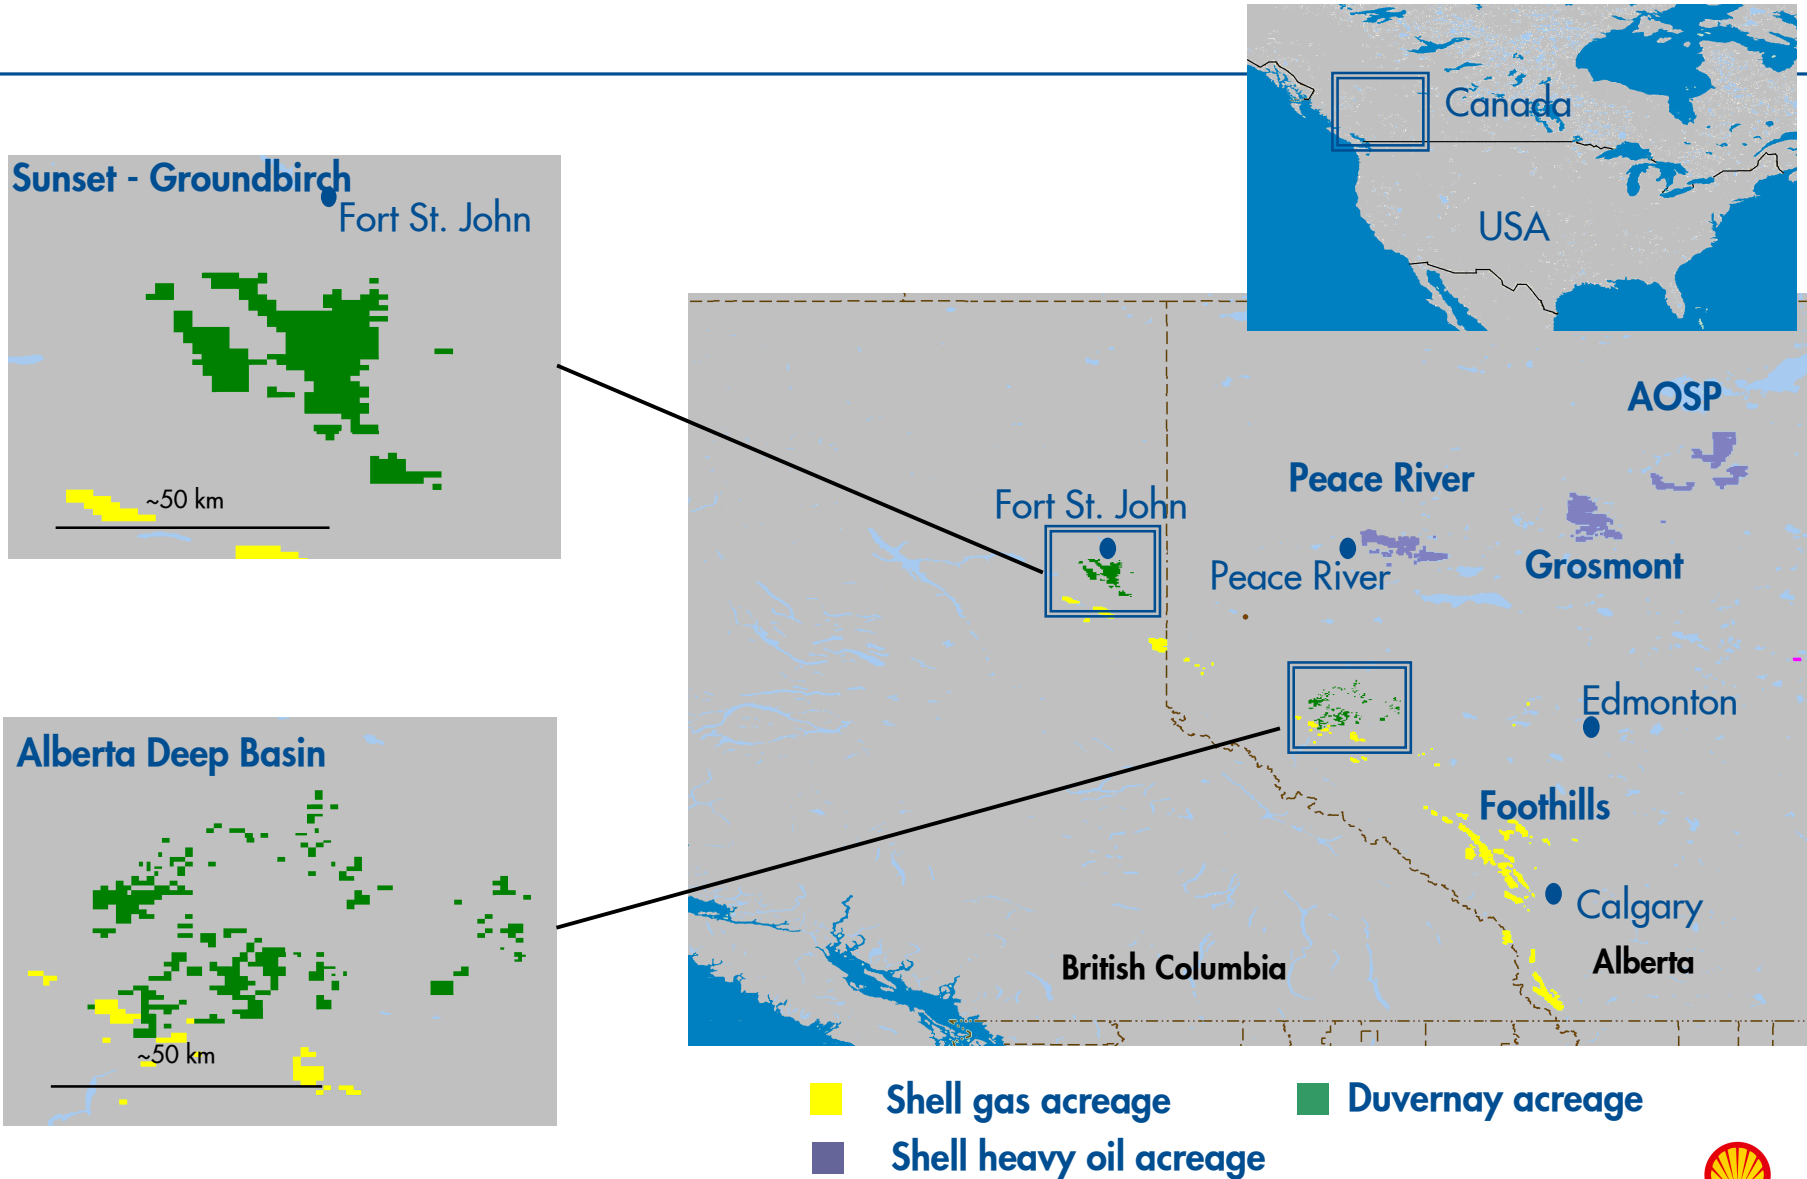 Canada
USA
Sunset - Groundbirch
Fort St. John
~50 km
AOSP
Peace River
Fort St. John
Grosmont
Peace River
Edmonton
Alberta Deep Basin
Foothills
Calgary
British Columbia
Alberta
~50 km
Shell gas acreage
Duvernay acreage
Shell heavy oil acreage